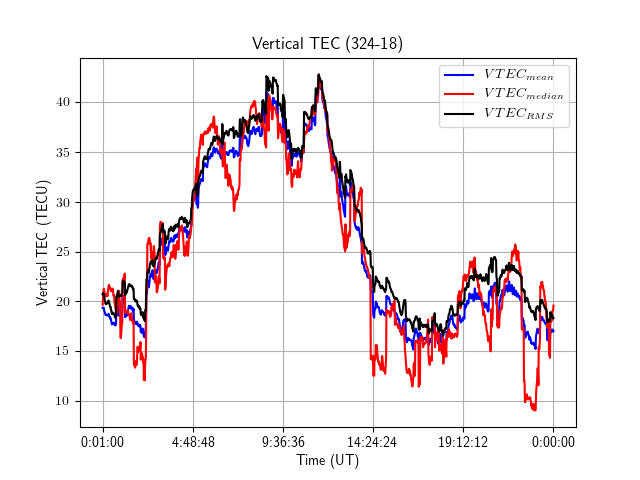 Vertical TEC (324-18)
VTEC_mean
VTEC_median
VTEC_RMS
Vertical TEC (TECU)
40
35
30
25
20
15
10
0:01:00 4:48:48 9:36:36 14:24:24 19:12:12 0:00:00
Time (UT)